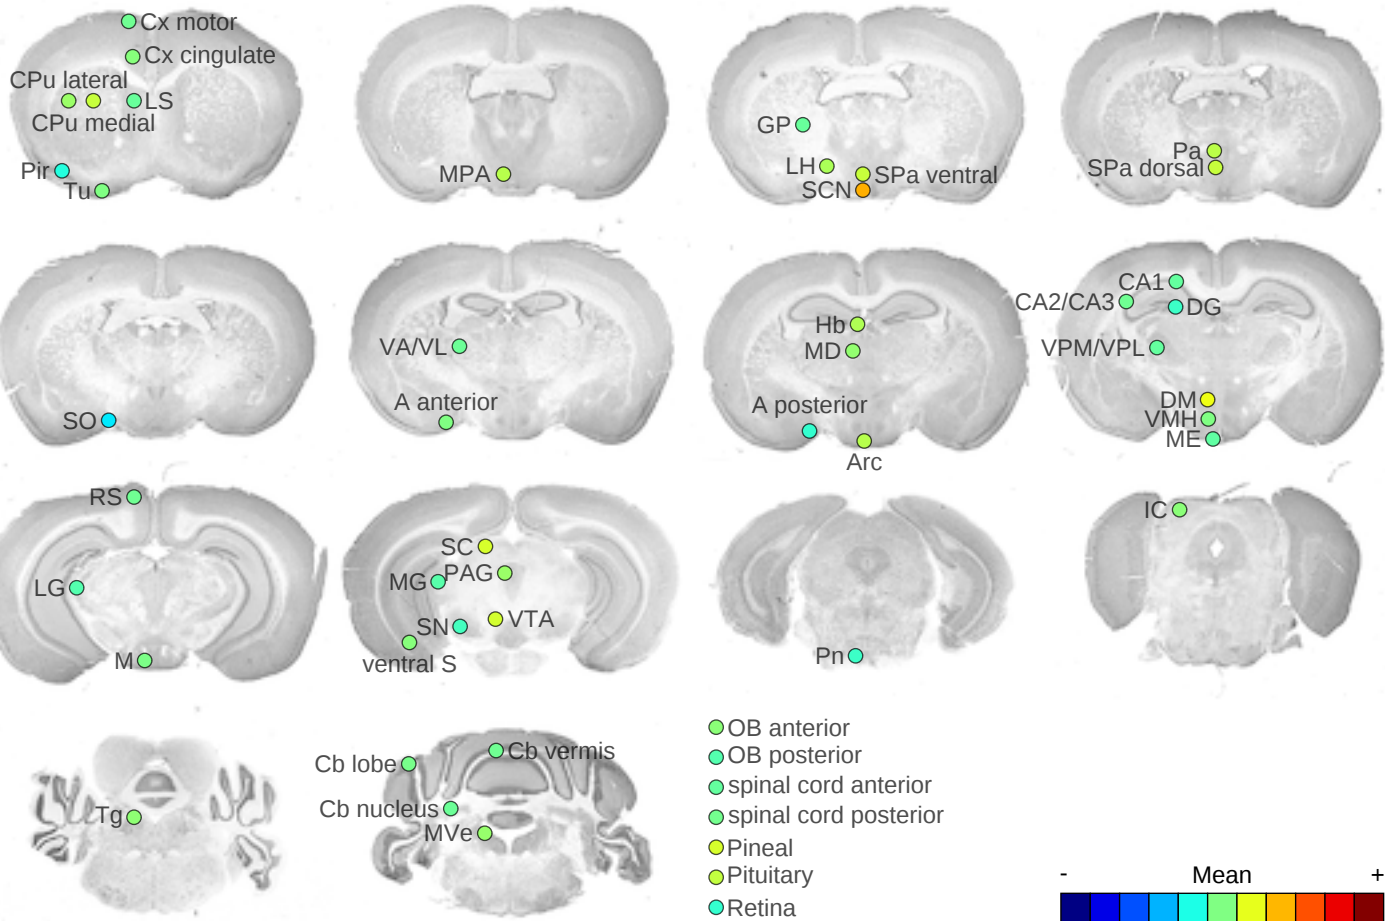 Cx motor
Cx cingulate
CPu lateral
LS
CPu medial
Pir
Tu
MPA
GP
LH
SPa ventral
SCN
Pa
SPa dorsal
SO
VA/VL
A anterior
Hb
MD
A posterior
Arc
CA1
CA2/CA3
DG
VPM/VPL
DM
VMH
ME
RS
LG
M
SC
MG
PAG
SN
VTA
ventral S
Pn
IC
Tg
Cb lobe
Cb vermis
Cb nucleus
MVe
OB anterior
OB posterior
spinal cord anterior
spinal cord posterior
Pineal
Pituitary
Retina
- Mean +